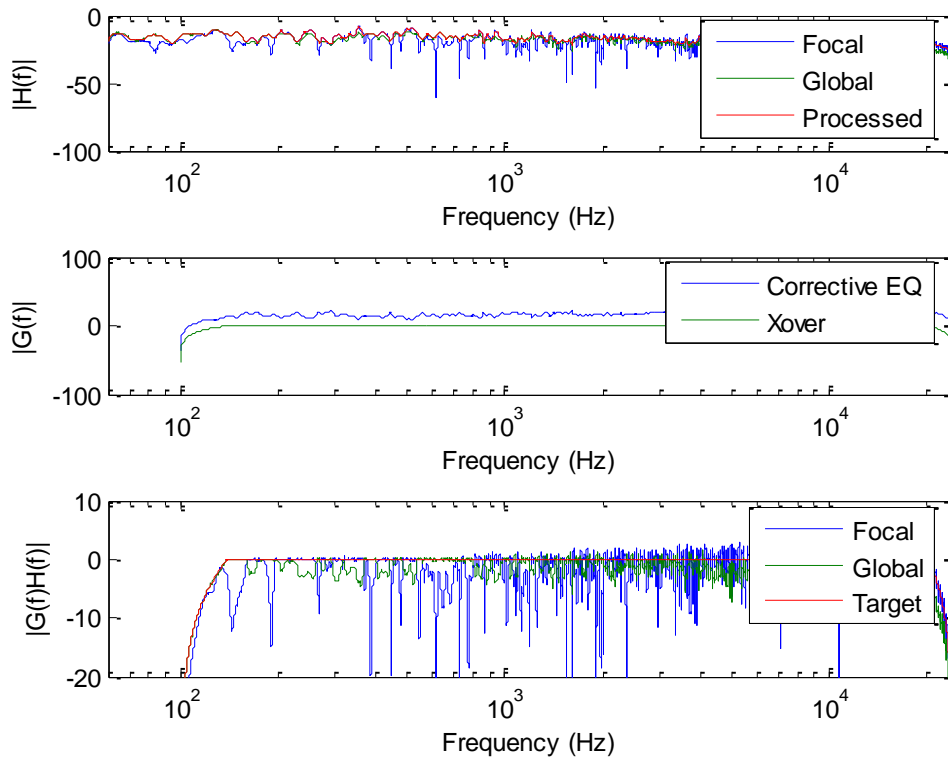 0
-50
-100
|H(f)|
Focal
Global
Processed
10^2
10^3
10^4
Frequency (Hz)
100
0
-100
|G(f)|
Corrective EQ
Xover
10^2
10^3
10^4
Frequency (Hz)
10
0
-10
-20
|G(f)H(f)|
Focal
Global
Target
10^2
10^3
10^4
Frequency (Hz)